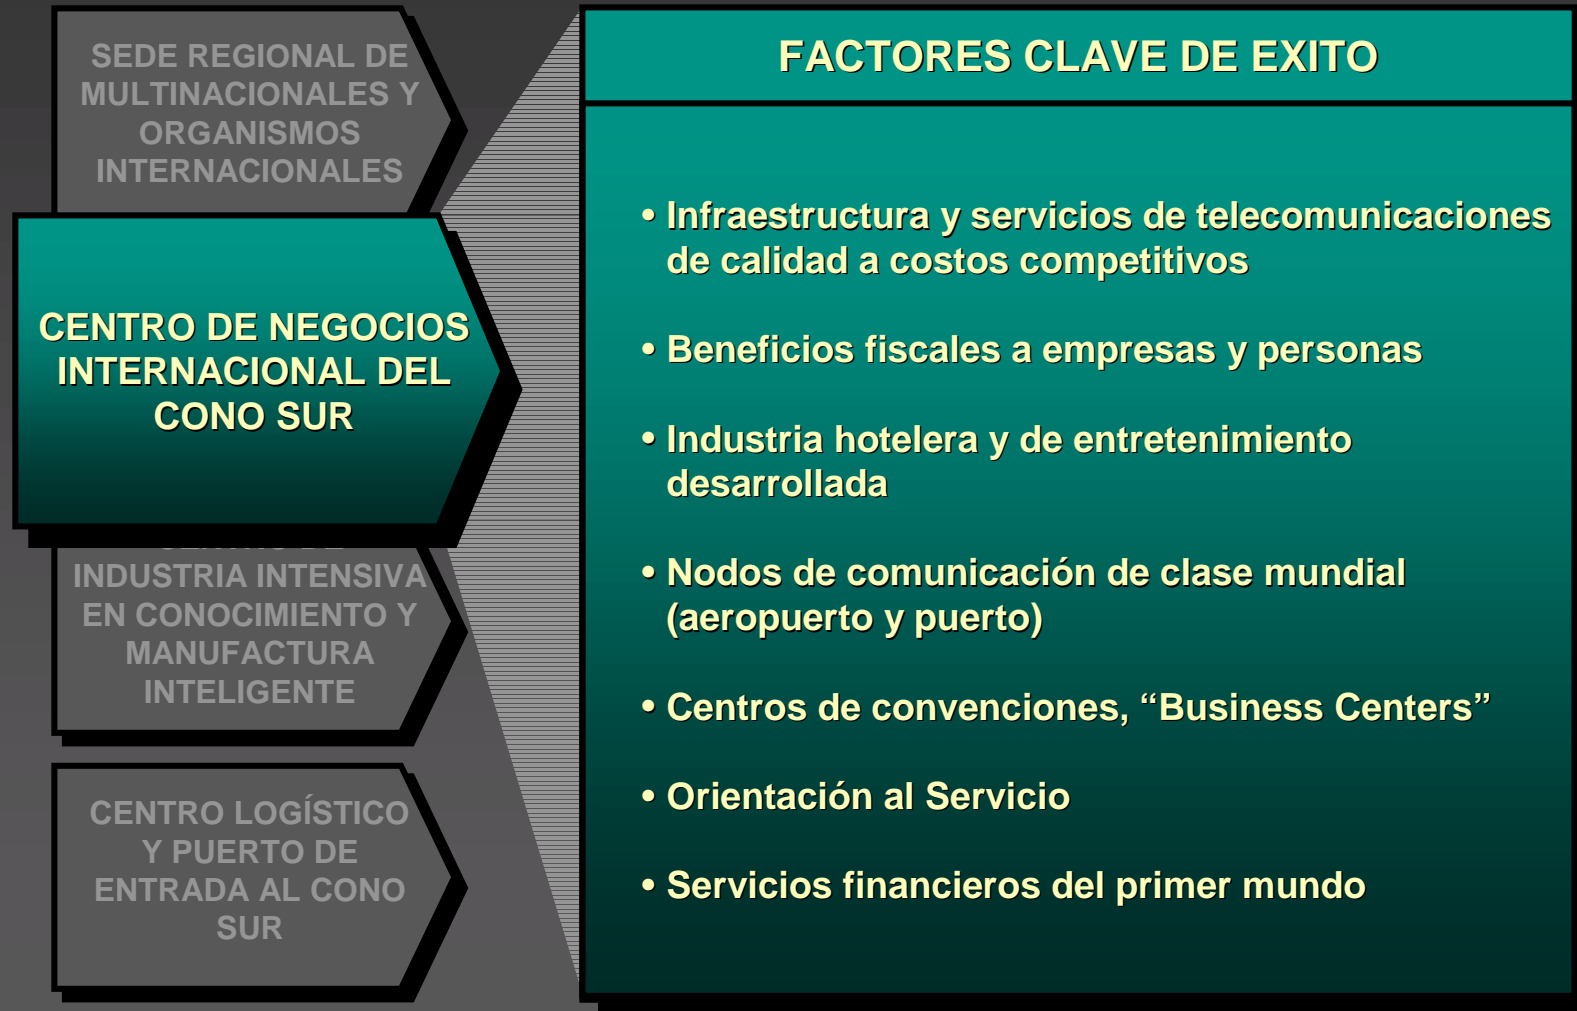 SEDE REGIONAL DE
MULTINACIONALES Y
ORGANISMOS
INTERNACIONALES
CENTRO DE NEGOCIOS
INTERNACIONAL DEL
CONO SUR
INDUSTRIA INTENSIVA
EN CONOCIMIENTO Y
MANUFACTURA
INTELIGENTE
CENTRO LOGÍSTICO
Y PUERTO DE
ENTRADA AL CONO
SUR
FACTORES CLAVE DE EXITO
• Infraestructura y servicios de telecomunicaciones
de calidad a costos competitivos
• Beneficios fiscales a empresas y personas
• Industria hotelera y de entretenimiento
desarrollada
• Nodos de comunicación de clase mundial
(aeropuerto y puerto)
• Centros de convenciones, “Business Centers”
• Orientación al Servicio
• Servicios financieros del primer mundo